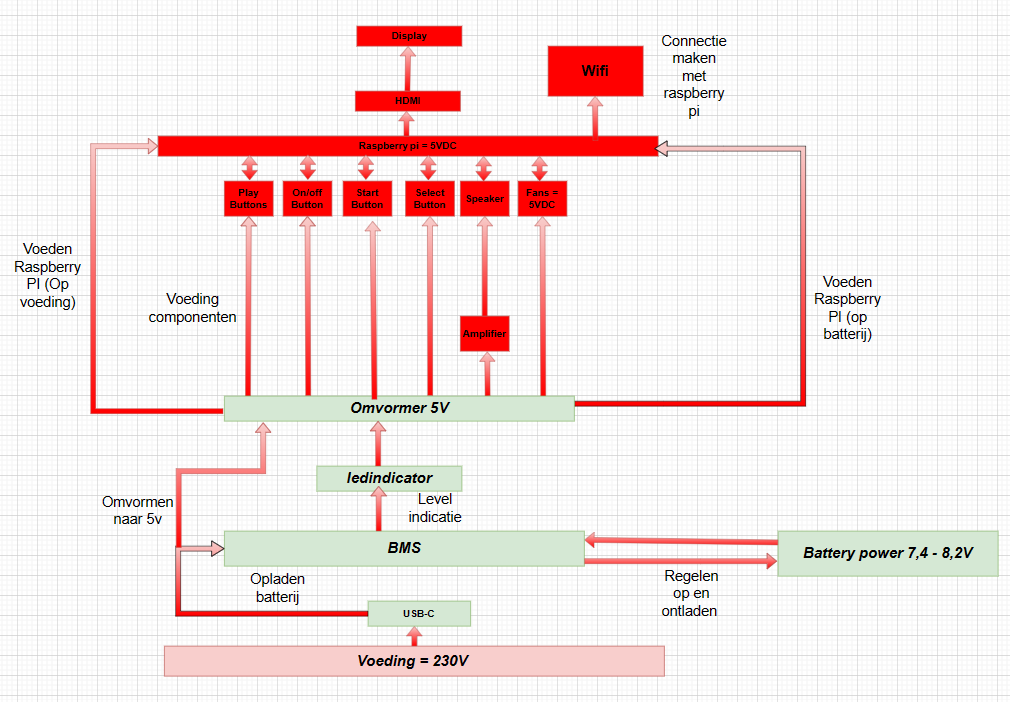 Display
Wifi
Connectie
maken
met
raspberry
pi
HDMI
Raspberry pi = 5VDC
Play
Buttons
On/off
Button
Start
Button
Select
Button
Speaker
Fans =
5VDC
Voeden
Raspberry
PI (Op
voeding)
Voeding
componenten
Voeden
Raspberry
PI (op
batterij)
Amplifier
Omvormer 5V
ledindicator
Level
indicatie
Omvormen
naar 5v
BMS
Battery power 7,4 - 8,2V
Opladen
batterij
Regelen
op en
ontladen
USB-C
Voeding = 230V